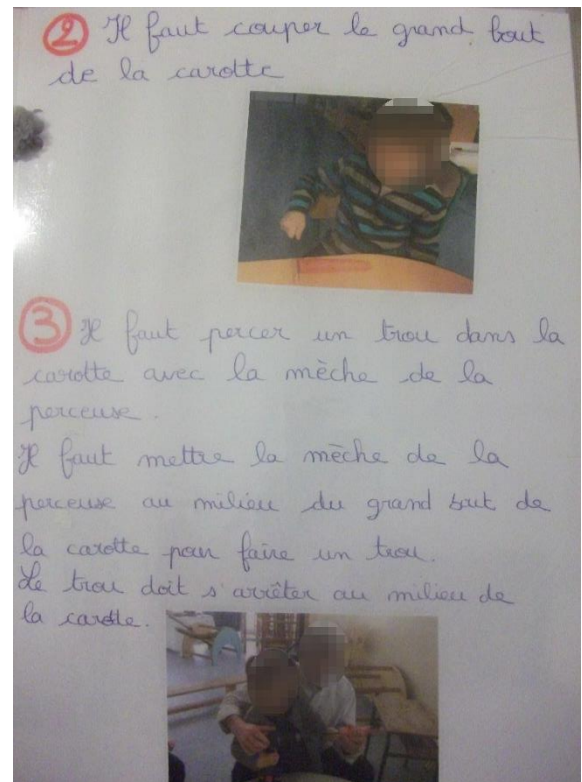 2 Il faut couper le grand bout
de la carotte
3 Il faut percer un trou dans la
carotte avec la mèche de la
perceuse.
Il faut mettre la mèche de la
perceuse au milieu du grand bout de
la carotte pour faire un trou.
Le trou doit s'arrêter au milieu de
la carotte.